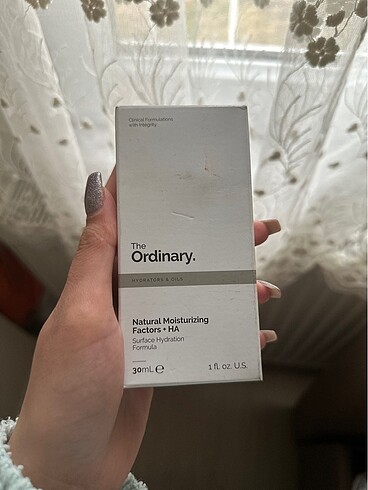 Clinical Formulations
with Integrity.
The
Ordinary.
HYDRATORS & OILS
Natural Moisturizing
Factors + HA
Surface Hydration
Formula
30mL ℮
1 fl. oz. U.S.